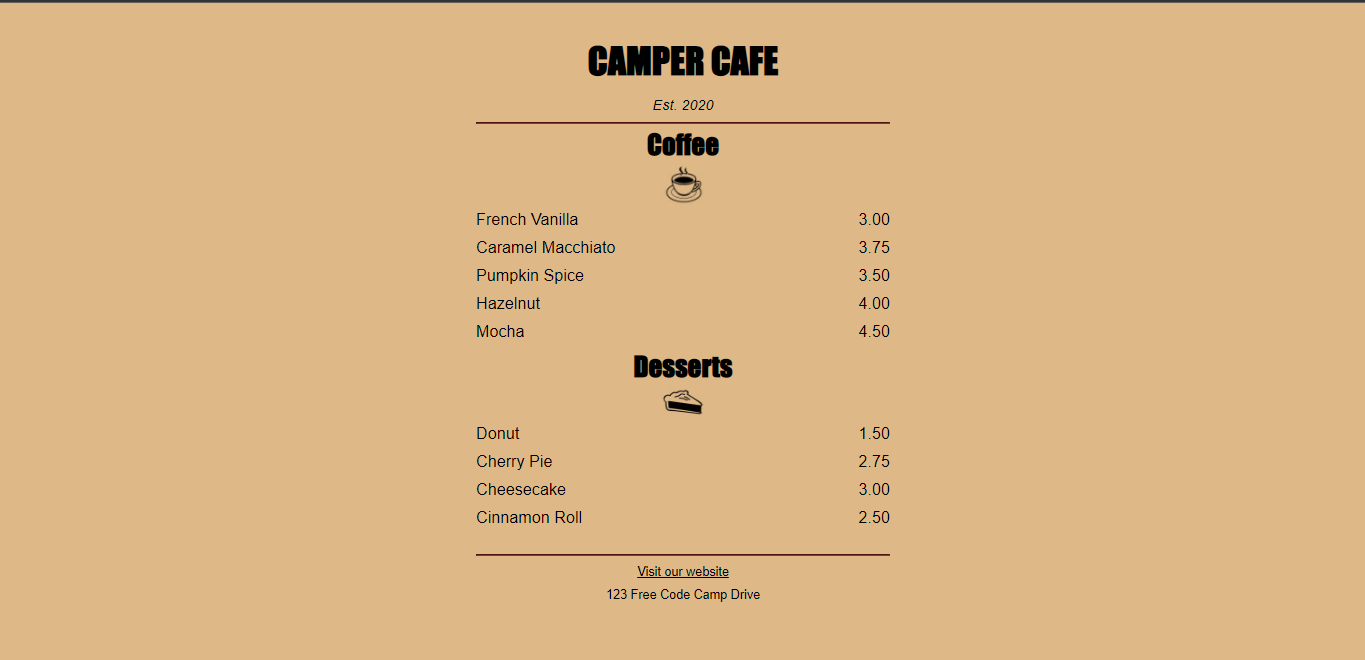 CAMPER CAFE
Est. 2020
Coffee
French Vanilla 3.00
Caramel Macchiato 3.75
Pumpkin Spice 3.50
Hazelnut 4.00
Mocha 4.50
Desserts
Donut 1.50
Cherry Pie 2.75
Cheesecake 3.00
Cinnamon Roll 2.50
Visit our website
123 Free Code Camp Drive